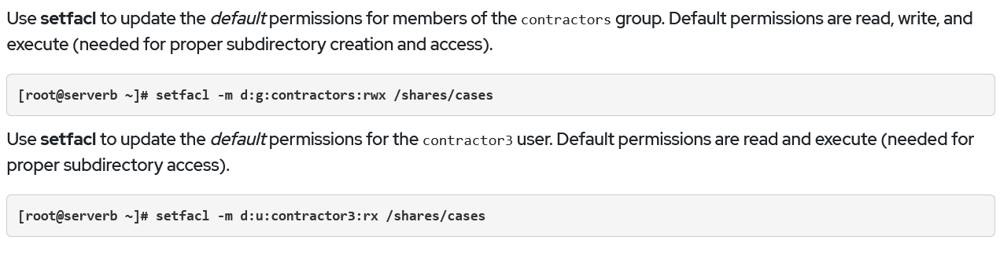 Use setfacl to update the default permissions for members of the contractors group. Default permissions are read, write, and
execute (needed for proper subdirectory creation and access).
[root@serverb ~]# setfacl -m d:g:contractors:rwx /shares/cases
Use setfacl to update the default permissions for the contractor3 user. Default permissions are read and execute (needed for
proper subdirectory access).
[root@serverb ~]# setfacl -m d:u:contractor3:rx /shares/cases